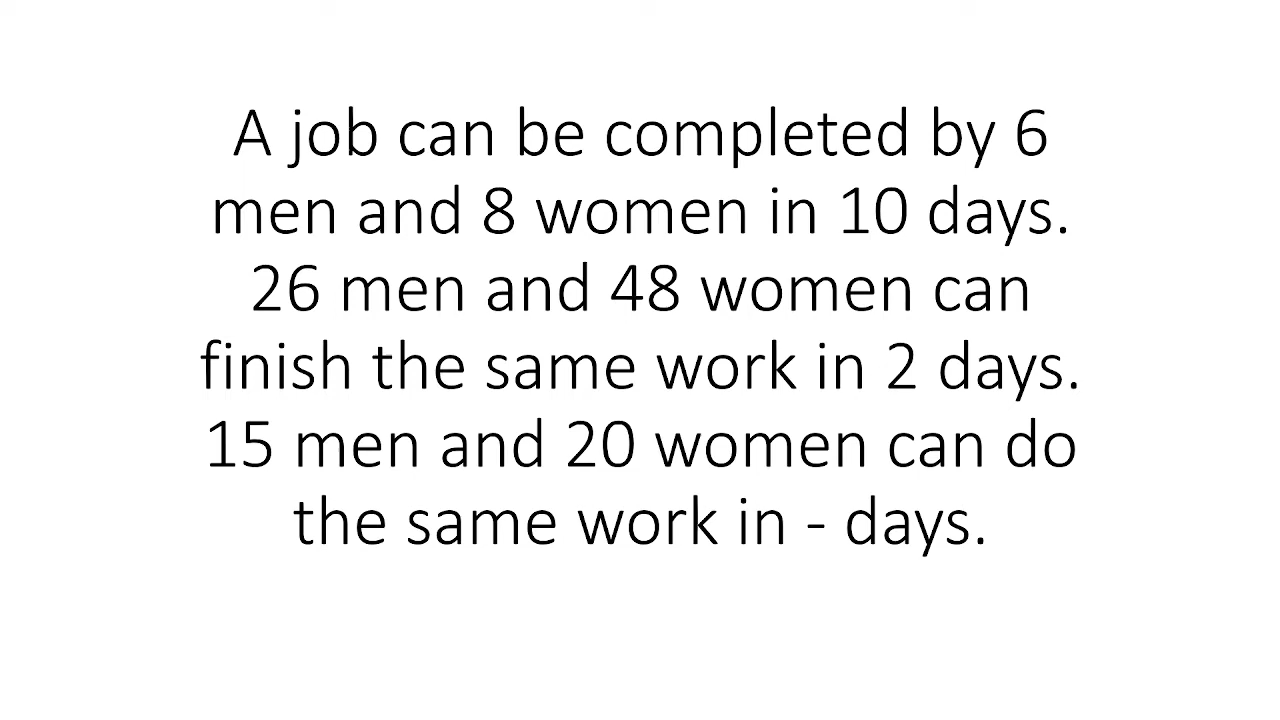 A job can be completed by 6
men and 8 women in 10 days.
26 men and 48 women can
finish the same work in 2 days.
15 men and 20 women can do
the same work in - days.